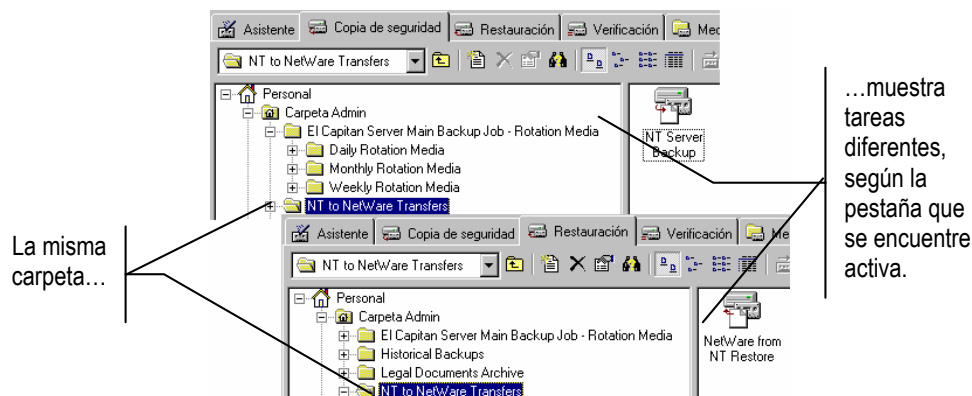 Asistente Copia de seguridad Restauración Verificación Med
NT to NetWare Transfers
Personal
Carpeta Admin
El Capitan Server Main Backup Job - Rotation Media
Daily Rotation Media
Monthly Rotation Media
Weekly Rotation Media
NT to NetWare Transfers
NT Server
Backup
…muestra
tareas
diferentes,
según la
pestaña que
se encuentre
activa.
La misma
carpeta…
Asistente Copia de seguridad Restauración Verificación Me
NT to NetWare Transfers
Personal
Carpeta Admin
El Capitan Server Main Backup Job - Rotation Media
Historical Backups
Legal Documents Archive
NT to NetWare Transfers
NetWare from
NT Restore